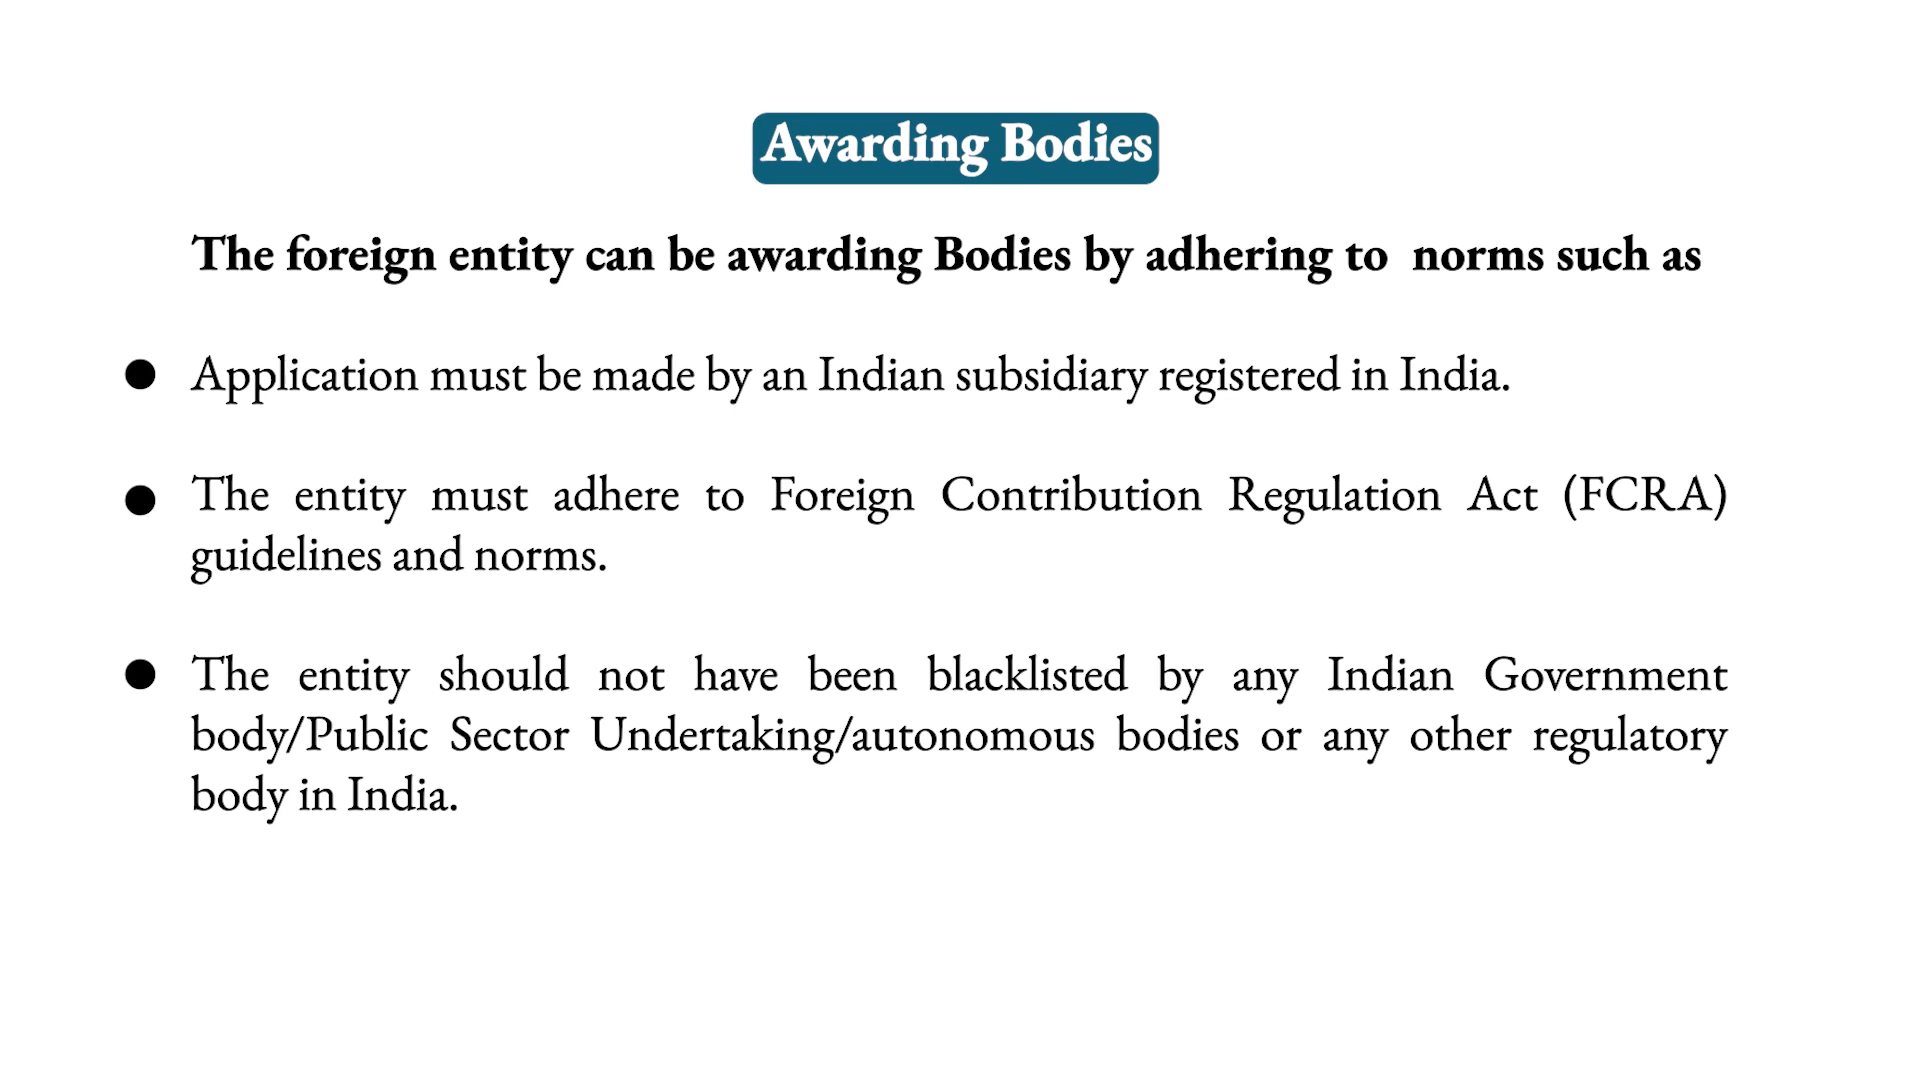 Awarding Bodies
The foreign entity can be awarding Bodies by adhering to  norms such as
● Application must be made by an Indian subsidiary registered in India.
● The entity must adhere to Foreign Contribution Regulation Act (FCRA)
guidelines and norms.
● The entity should not have been blacklisted by any Indian Government
body/Public Sector Undertaking/autonomous bodies or any other regulatory
body in India.